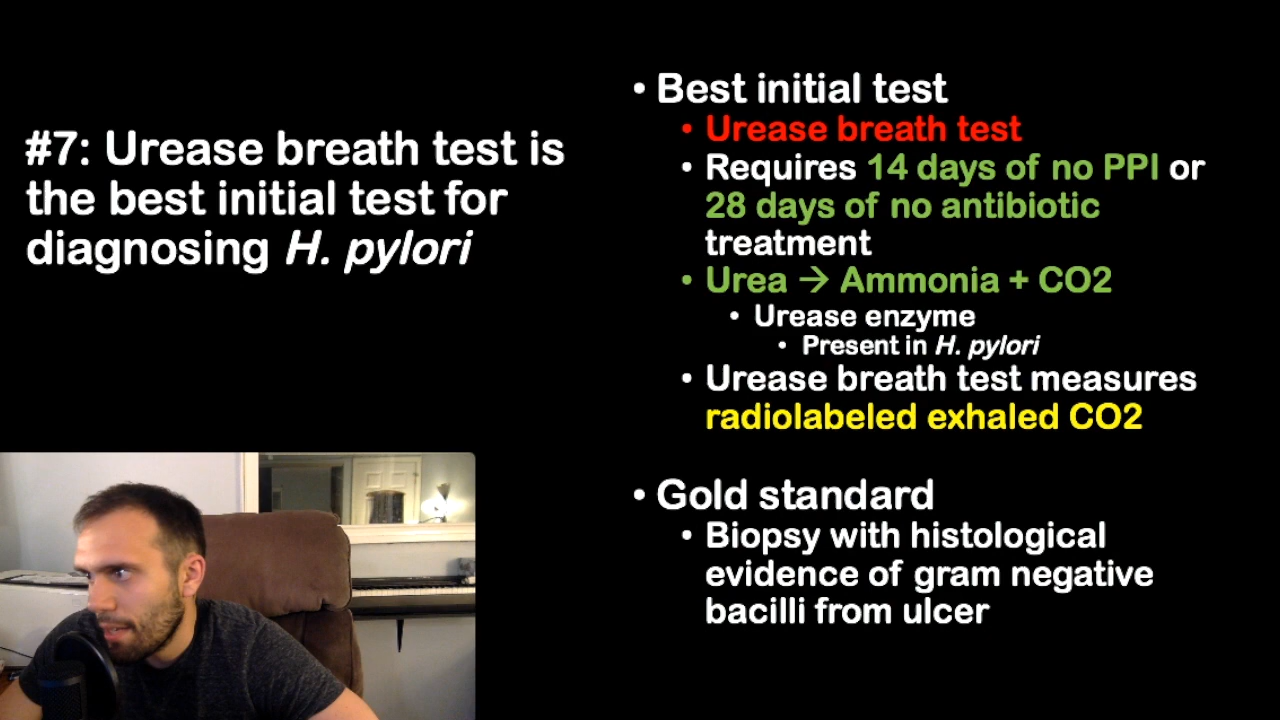 #7: Urease breath test is
the best initial test for
diagnosing H. pylori
• Best initial test
• Urease breath test
• Requires 14 days of no PPI or
28 days of no antibiotic
treatment
• Urea → Ammonia + CO2
• Urease enzyme
• Present in H. pylori
• Urease breath test measures
radiolabeled exhaled CO2
• Gold standard
• Biopsy with histological
evidence of gram negative
bacilli from ulcer